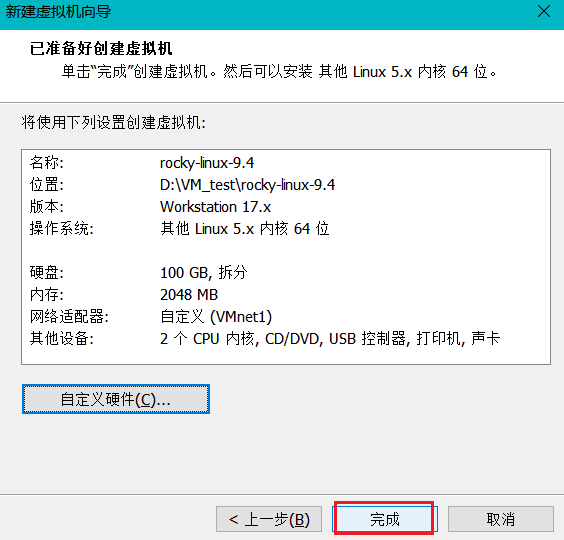 新建虚拟机向导
已准备好创建虚拟机
单击“完成”创建虚拟机。然后可以安装 其他 Linux 5.x 内核 64 位。
将使用下列设置创建虚拟机:
名称: rocky-linux-9.4
位置: D:\VM_test\rocky-linux-9.4
版本: Workstation 17.x
操作系统: 其他 Linux 5.x 内核 64 位
硬盘: 100 GB, 拆分
内存: 2048 MB
网络适配器: 自定义 (VMnet1)
其他设备: 2 个 CPU 内核, CD/DVD, USB 控制器, 打印机, 声卡
自定义硬件(C)...
< 上一步(B) 完成 取消